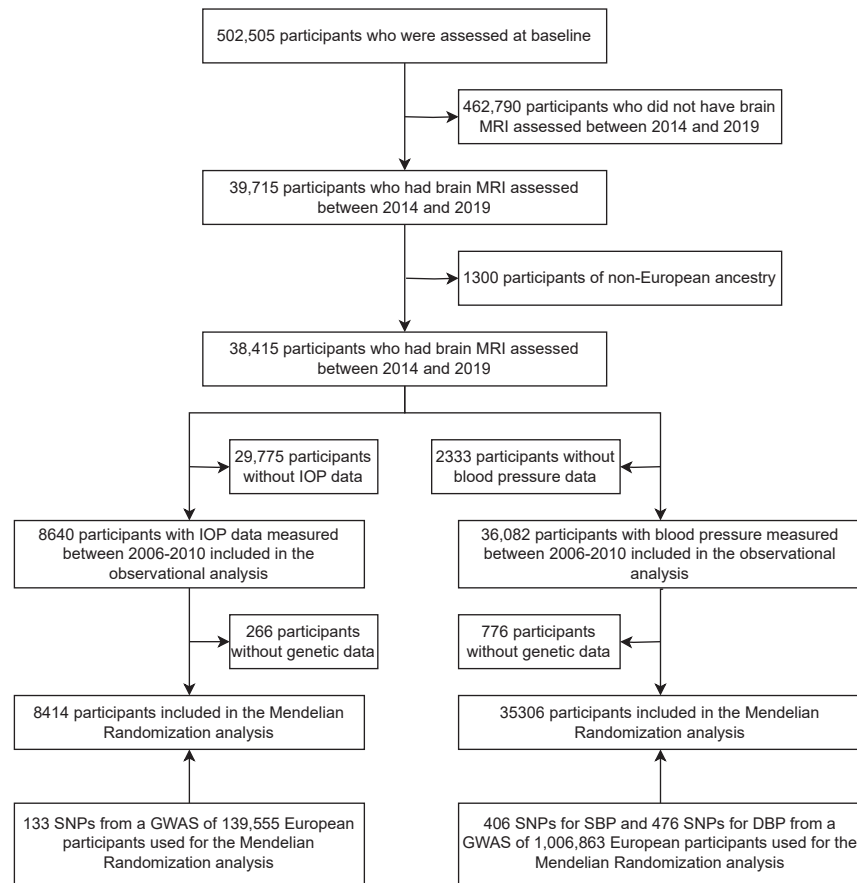 502,505 participants who were assessed at baseline
462,790 participants who did not have brain
MRI assessed between 2014 and 2019
39,715 participants who had brain MRI assessed
between 2014 and 2019
1300 participants of non-European ancestry
38,415 participants who had brain MRI assessed
between 2014 and 2019
29,775 participants
without IOP data
2333 participants without
blood pressure data
8640 participants with IOP data measured
between 2006-2010 included in the
observational analysis
36,082 participants with blood pressure measured
between 2006-2010 included in the observational
analysis
266 participants
without genetic data
776 participants
without genetic data
8414 participants included in the Mendelian
Randomization analysis
35306 participants included in the Mendelian
Randomization analysis
133 SNPs from a GWAS of 139,555 European
participants used for the Mendelian
Randomization analysis
406 SNPs for SBP and 476 SNPs for DBP from a
GWAS of 1,006,863 European participants used for the
Mendelian Randomization analysis